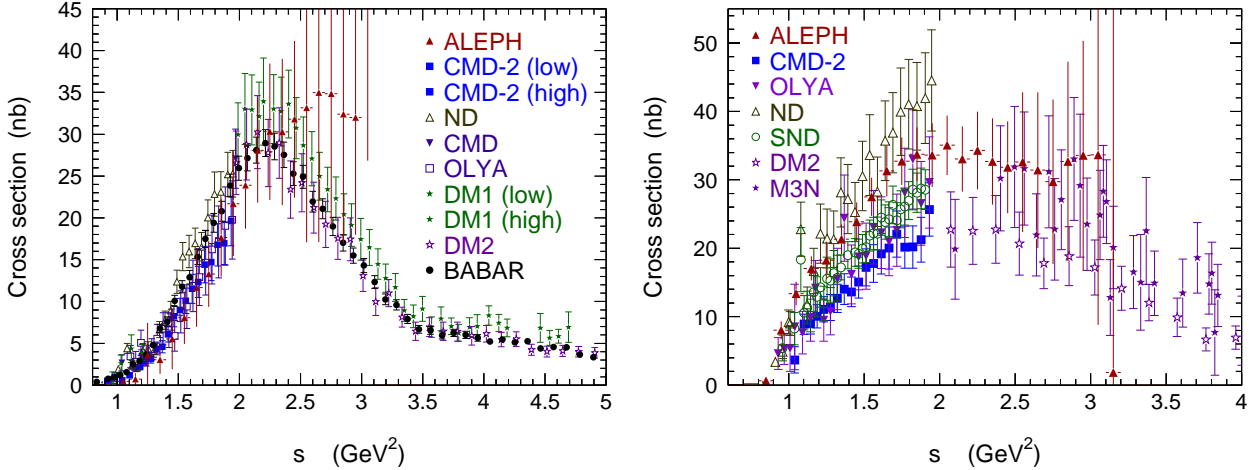 Cross section (nb)
45
40
35
30
25
20
15
10
5
0
ALEPH
CMD-2 (low)
CMD-2 (high)
ND
CMD
OLYA
DM1 (low)
DM1 (high)
DM2
BABAR
1 1.5 2 2.5 3 3.5 4 4.5 5
s (GeV²)
Cross section (nb)
50
40
30
20
10
0
ALEPH
CMD-2
OLYA
ND
SND
DM2
M3N
1 1.5 2 2.5 3 3.5 4
s (GeV²)